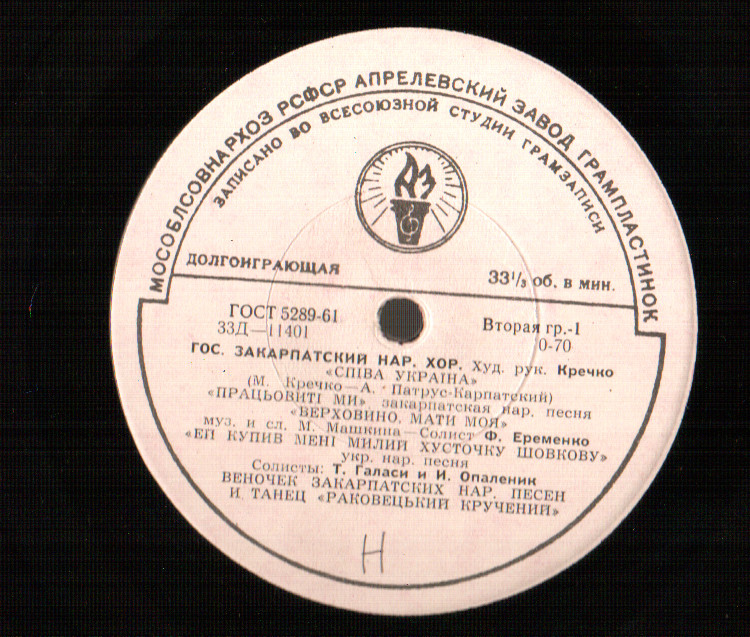 МОСОБЛСОВНАРХОЗ РСФСР АПРЕЛЕВСКИЙ ЗАВОД ГРАМПЛАСТИНОК
ЗАПИСАНО ВО ВСЕСОЮЗНОЙ СТУДИИ ГРАМЗАПИСИ
АЗ
ДОЛГОИГРАЮЩАЯ
33⅓ об. в мин.
ГОСТ 5289-61
33Д—11401
Вторая гр.-1
0-70
ГОС. ЗАКАРПАТСКИЙ НАР. ХОР. Худ. рук. Кречко
«СПІВА УКРАЇНА»
(М. Кречко—А. Патрус-Карпатский)
«ПРАЦЬОВИТІ МИ» закарпатская нар. песня
«ВЕРХОВИНО, МАТИ МОЯ»
муз. и сл. М. Машкина—Солист Ф. Еременко
«ЕЙ КУПИВ МЕНІ МИЛИЙ ХУСТОЧКУ ШОВКОВУ»
укр. нар. песня
Солисты: Т. Галаси и И. Опаленик
ВЕНОЧЕК ЗАКАРПАТСКИХ НАР. ПЕСЕН
И ТАНЕЦ «РАКОВЕЦЬКИЙ КРУЧЕНИЙ»
Н